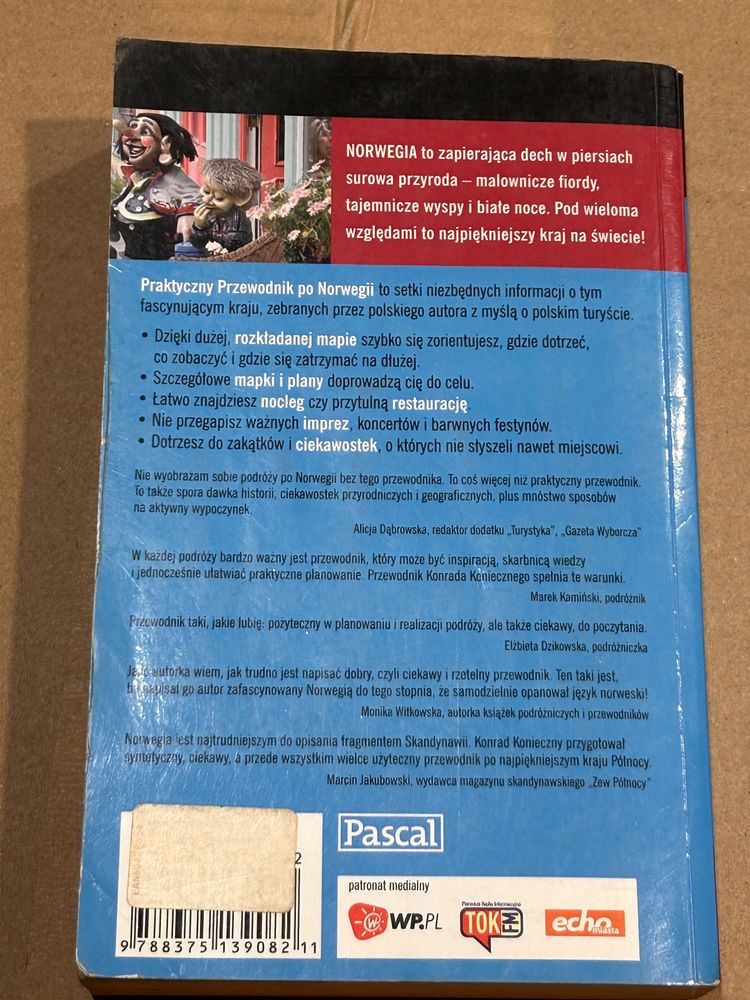 NORWEGIA to zapierająca dech w piersiach
surowa przyroda – malownicze fiordy,
tajemnicze wyspy i białe noce. Pod wieloma
względami to najpiękniejszy kraj na świecie!
Praktyczny Przewodnik po Norwegii to setki niezbędnych informacji o tym
fascynującym kraju, zebranych przez polskiego autora z myślą o polskim turyście.
• Dzięki dużej, rozkładanej mapie szybko się zorientujesz, gdzie dotrzeć,
co zobaczyć i gdzie się zatrzymać na dłużej.
• Szczegółowe mapki i plany doprowadzą cię do celu.
• Łatwo znajdziesz nocleg czy przytulną restaurację.
• Nie przegapisz ważnych imprez, koncertów i barwnych festynów.
• Dotrzesz do zakątków i ciekawostek, o których nie słyszeli nawet miejscowi.
Nie wyobrażam sobie podróży po Norwegii bez tego przewodnika. To coś więcej niż praktyczny przewodnik.
To także spora dawka historii, ciekawostek przyrodniczych i geograficznych, plus mnóstwo sposobów
na aktywny wypoczynek.
Alicja Dąbrowska, redaktor dodatku „Turystyka”, „Gazeta Wyborcza”
W każdej podróży bardzo ważny jest przewodnik, który może być inspiracją, skarbnicą wiedzy
i jednocześnie ułatwiać praktyczne planowanie. Przewodnik Konrada Koniecznego spełnia te warunki.
Marek Kamiński, podróżnik
Przewodnik taki, jakie lubię: pożyteczny w planowaniu i realizacji podróży, ale także ciekawy, do poczytania.
Elżbieta Dzikowska, podróżniczka
Jako autorka wiem, jak trudno jest napisać dobry, czyli ciekawy i rzetelny przewodnik. Ten taki jest,
bo napisał go autor zafascynowany Norwegią do tego stopnia, że samodzielnie opanował język norweski!
Monika Witkowska, autorka książek podróżniczych i przewodników
Norwegia jest najtrudniejszym do opisania fragmentem Skandynawii. Konrad Konieczny przygotował
syntetyczny, ciekawy, a przede wszystkim wielce użyteczny przewodnik po najpiękniejszym kraju Północy.
Marcin Jakubowski, wydawca magazynu skandynawskiego „Zew Północy”
Pascal
2
9 788375 139082 11
patronat medialny
WP.PL
Pierwsze Radio Informacyjne
TOK FM
echo
miasta